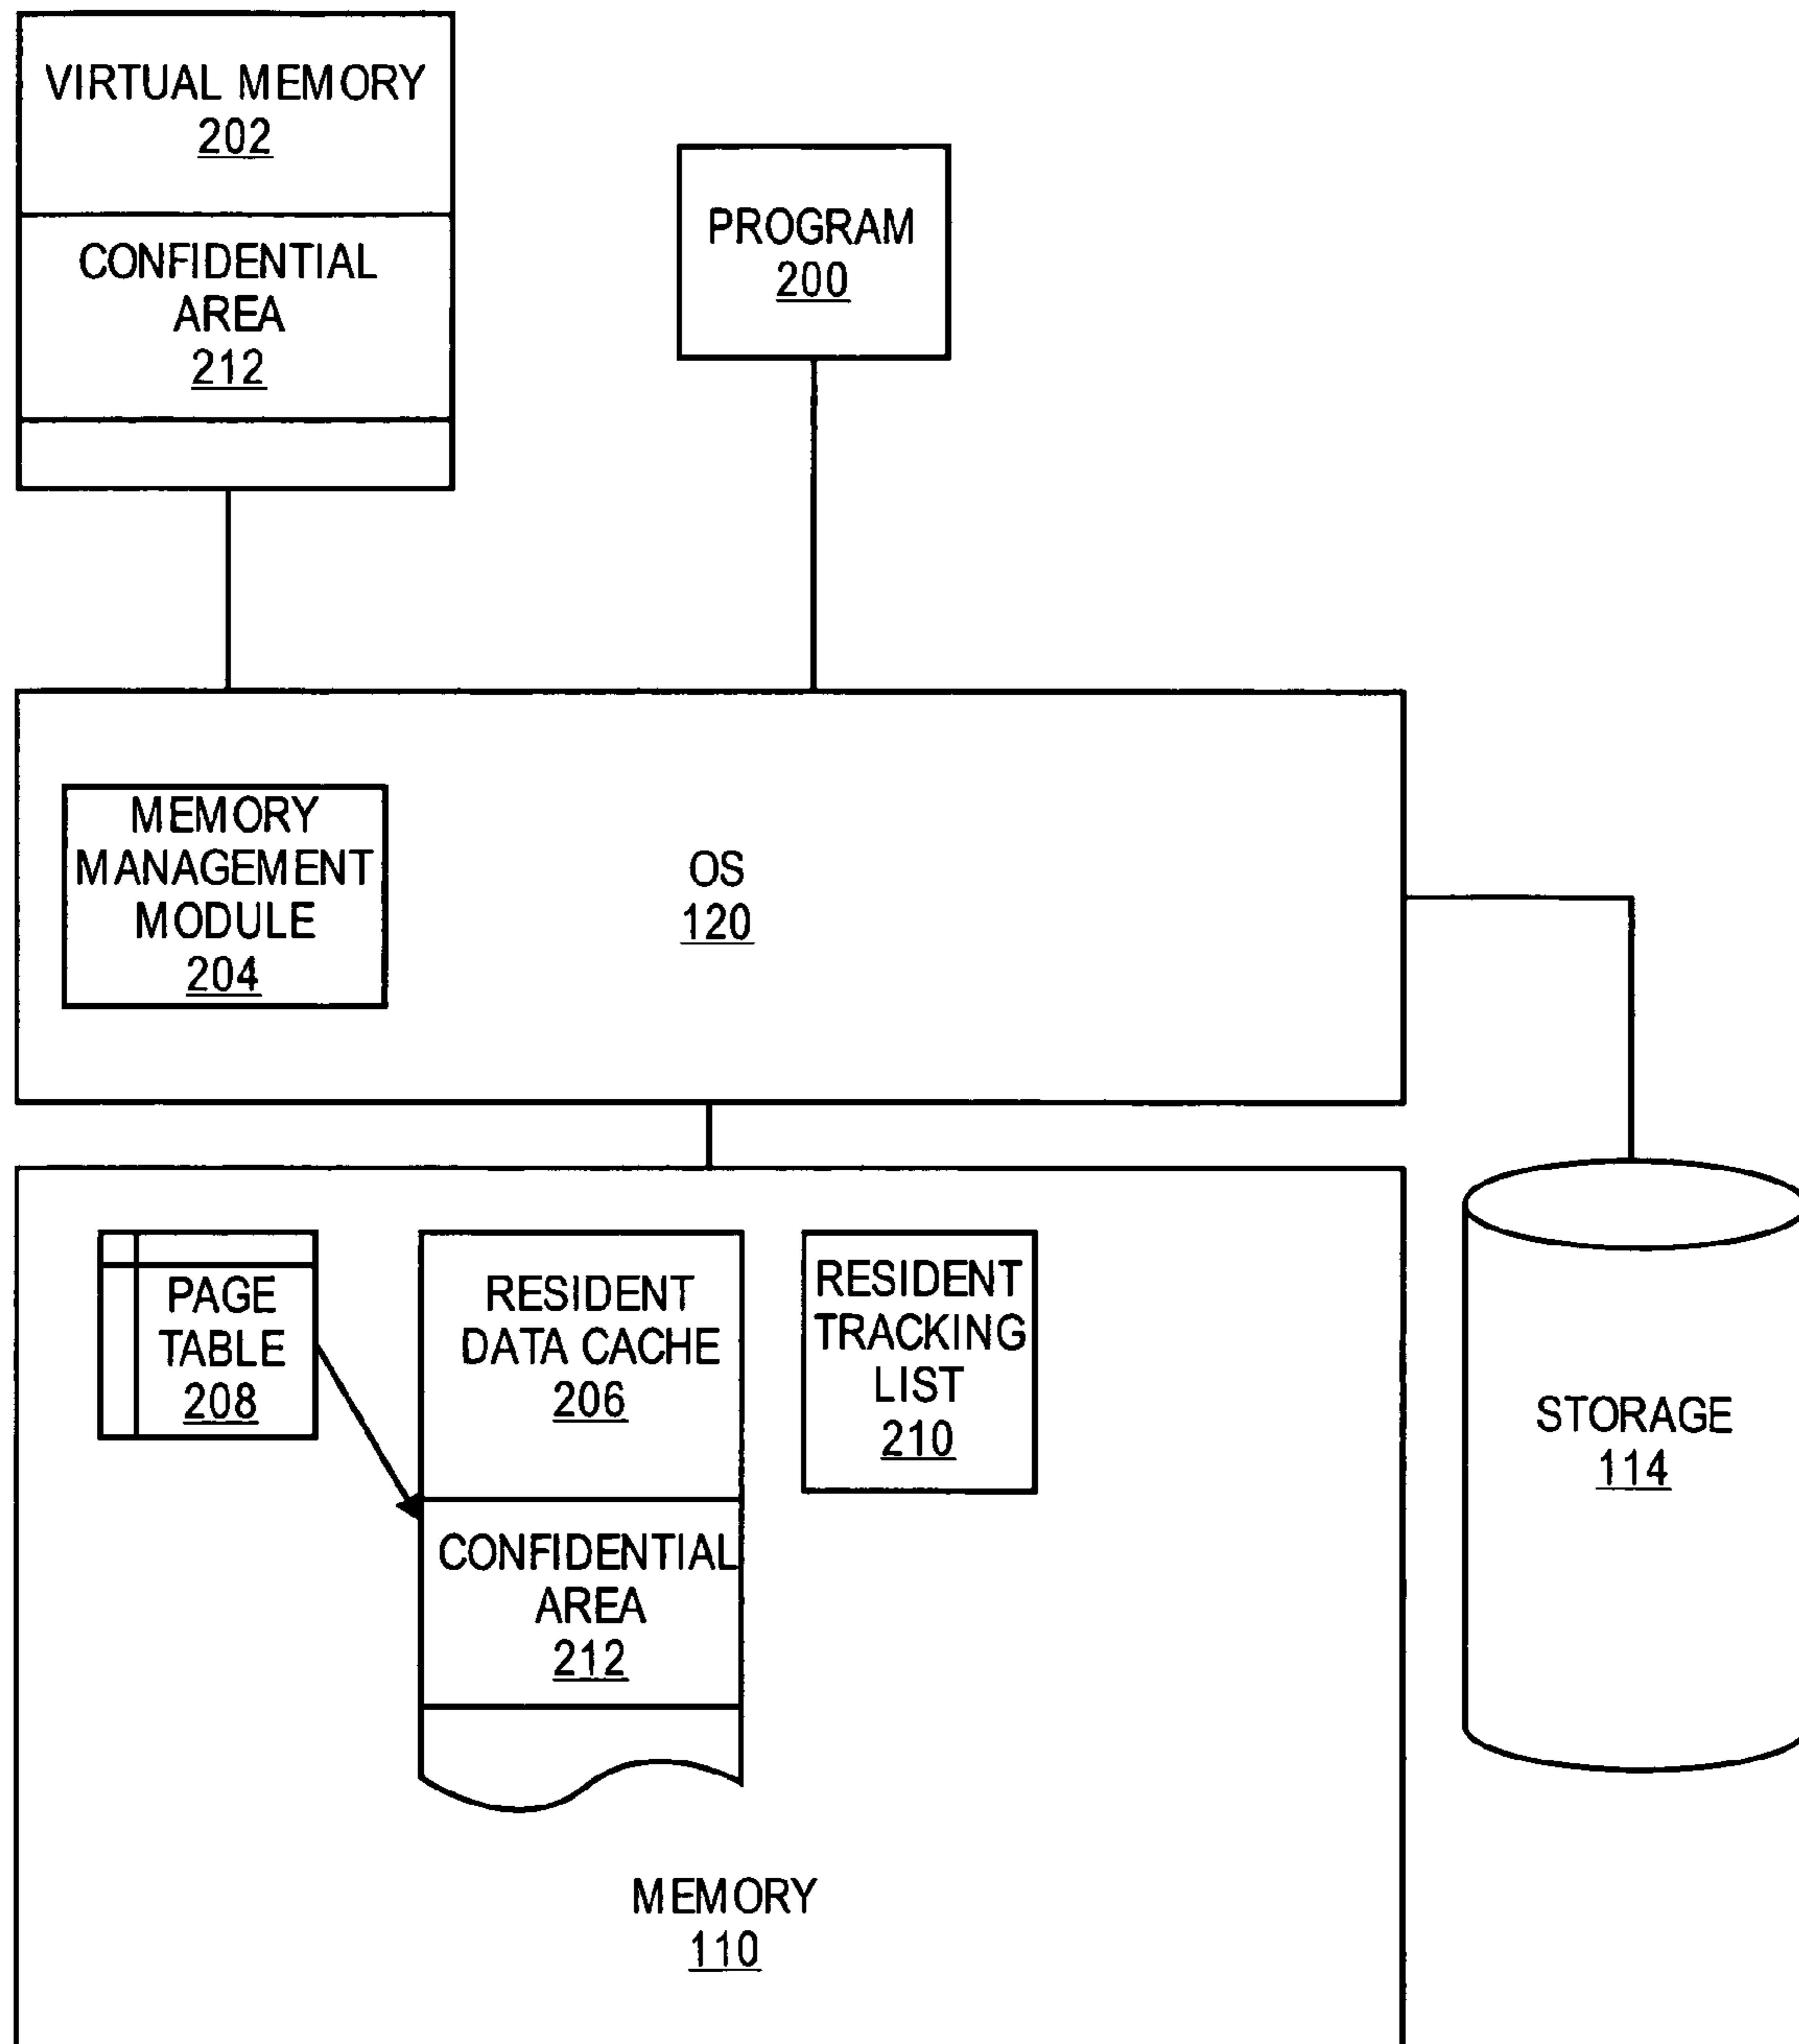 VIRTUAL MEMORY
202
CONFIDENTIAL
AREA
212
PROGRAM
200
MEMORY
MANAGEMENT
MODULE
204
OS
120
PAGE
TABLE
208
RESIDENT
DATA CACHE
206
CONFIDENTIAL
AREA
212
RESIDENT
TRACKING
LIST
210
STORAGE
114
MEMORY
110